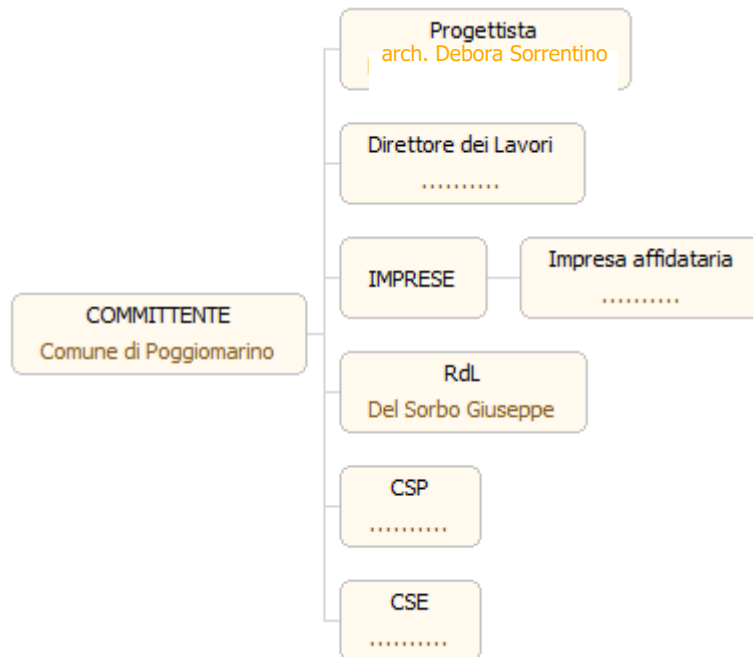 Progettista
arch. Debora Sorrentino
Direttore dei Lavori
..........
IMPRESE
Impresa affidataria
..........
COMMITTENTE
Comune di Poggiomarino
RdL
Del Sorbo Giuseppe
CSP
..........
CSE
..........